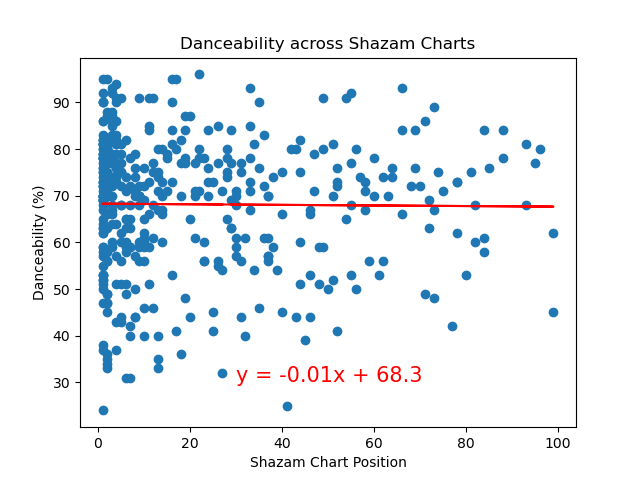 Danceability across Shazam Charts
Danceability (%)
90
80
70
60
50
40
30
y = -0.01x + 68.3
0 20 40 60 80 100
Shazam Chart Position